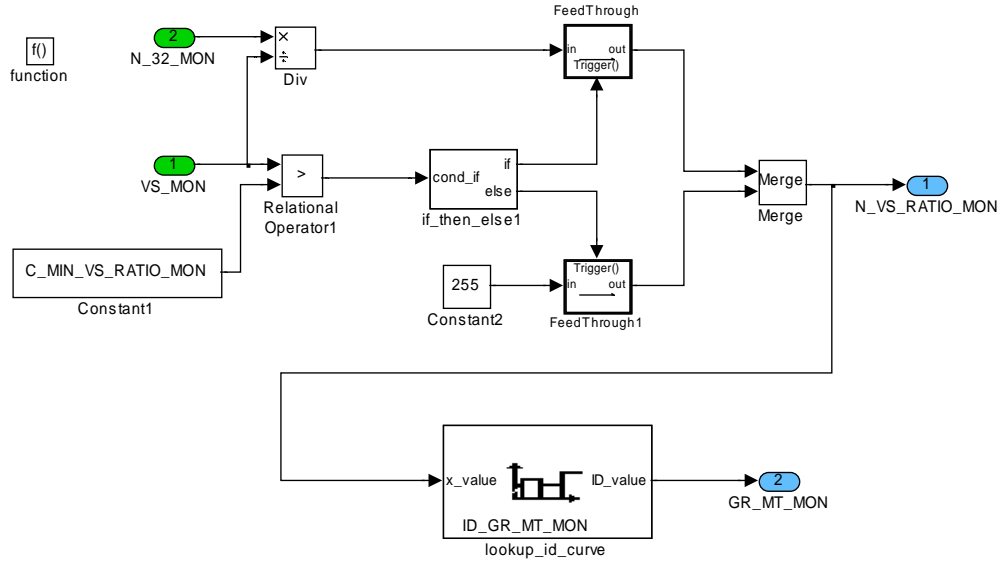 f()
function
2
N_32_MON
×
÷
Div
FeedThrough
in
out
Trigger()
1
VS_MON
>
Relational
Operator1
cond_if
if
else
if_then_else1
Merge
Merge
1
N_VS_RATIO_MON
C_MIN_VS_RATIO_MON
Constant1
255
Constant2
Trigger()
in
out
FeedThrough1
x_value
ID_value
ID_GR_MT_MON
lookup_id_curve
2
GR_MT_MON